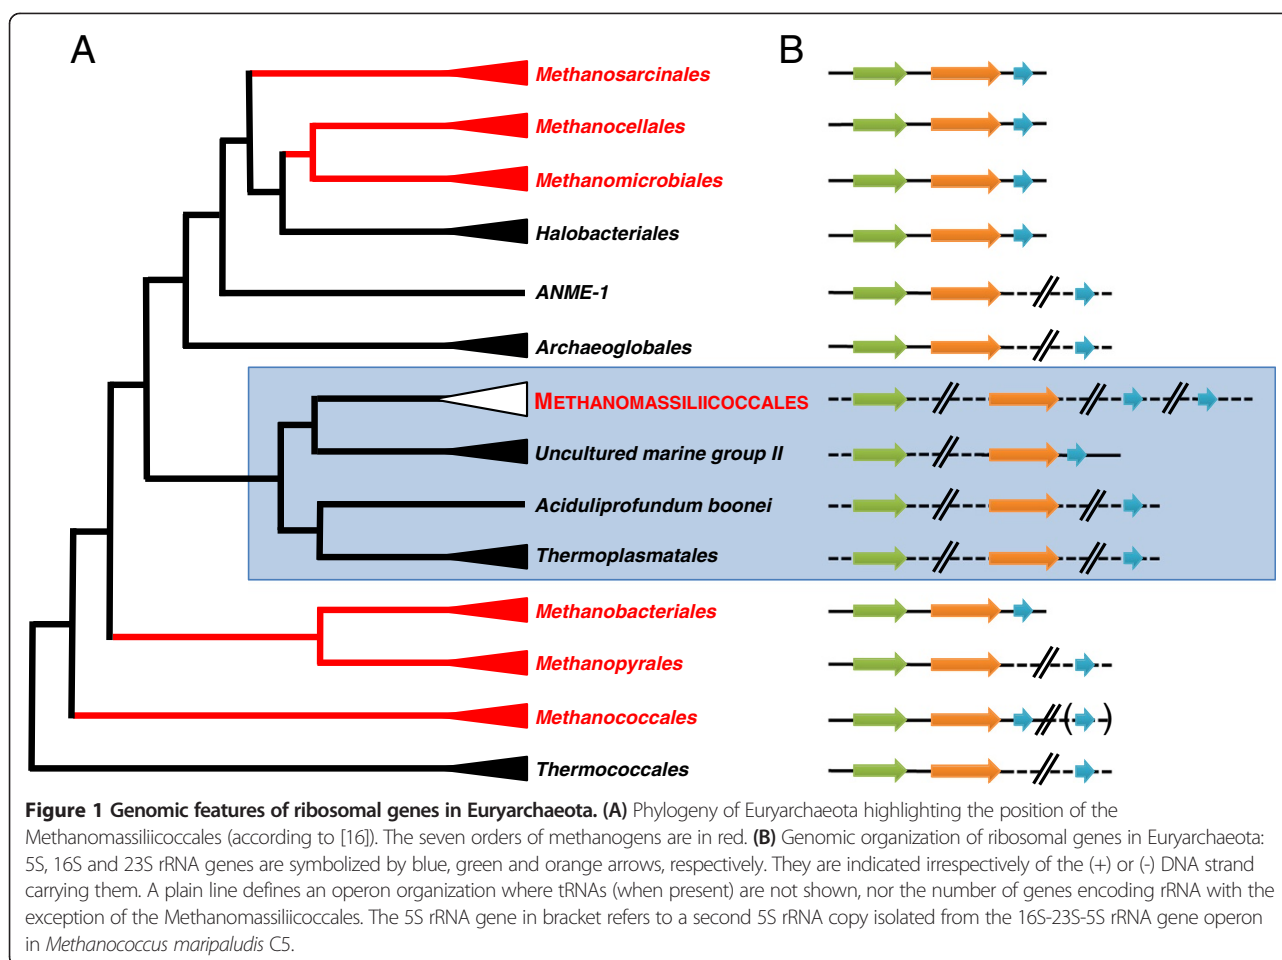 A
B
Methanosarcinales
Methanocellales
Methanomicrobiales
Halobacteriales
ANME-1
Archaeoglobales
METHANOMASSILIICOCCALES
Uncultured marine group II
Aciduliprofundum boonei
Thermoplasmatales
Methanobacteriales
Methanopyrales
Methanococcales
( )
Thermococcales
Figure 1 Genomic features of ribosomal genes in Euryarchaeota. (A) Phylogeny of Euryarchaeota highlighting the position of the
Methanomassiliicoccales (according to [16]). The seven orders of methanogens are in red. (B) Genomic organization of ribosomal genes in Euryarchaeota:
5S, 16S and 23S rRNA genes are symbolized by blue, green and orange arrows, respectively. They are indicated irrespectively of the (+) or (-) DNA strand
carrying them. A plain line defines an operon organization where tRNAs (when present) are not shown, nor the number of genes encoding rRNA with the
exception of the Methanomassiliicoccales. The 5S rRNA gene in bracket refers to a second 5S rRNA copy isolated from the 16S-23S-5S rRNA gene operon
in Methanococcus maripaludis C5.